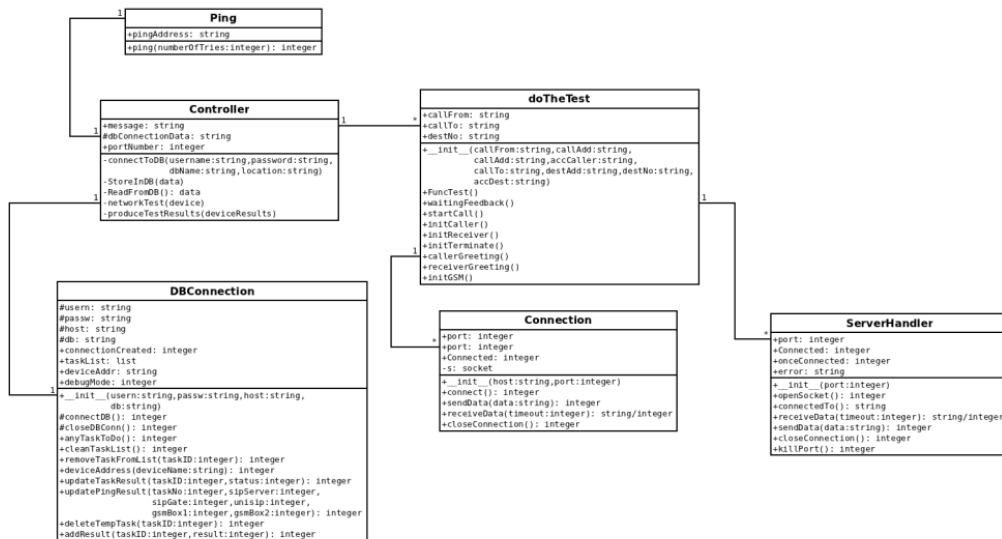 Ping
+pingAddress: string
+ping(numberOfTries:integer): integer
1
1
Controller
+message: string
#dbConnectionData: string
+portNumber: integer
-connectToDB(username:string,password:string,
dbName:string,location:string)
-StoreInDB(data)
-ReadFromDB(): data
-networkTest(device)
-produceTestResults(deviceResults)
1
*
1
1
doTheTest
+callFrom: string
+callTo: string
+destNo: string
+__init__(callFrom:string,callAdd:string,
callAdd:string,accCaller:string,
callTo:string,destAdd:string,destNo:string,
accDest:string)
+FuncTest()
+waitingFeedback()
+startCall()
+initCaller()
+initReceiver()
+initTerminate()
+callerGreeting()
+receiverGreeting()
+initGSM()
1
*
1
*
DBConnection
#usern: string
#passw: string
#host: string
#db: string
+connectionCreated: integer
+taskList: list
+deviceAddr: string
+debugMode: integer
+__init__(usern:string,passw:string,host:string,
db:string)
#connectDB(): integer
#closeDBConn(): integer
+anyTaskToDo(): integer
+cleanTaskList(): integer
+removeTaskFromList(taskID:integer): integer
+deviceAddress(deviceName:string): integer
+updateTaskResult(taskID:integer,status:integer): integer
+updatePingResult(taskNo:integer,sipServer:integer,
sipGate:integer,unisip:integer,
gsmBox1:integer,gsmBox2:integer): integer
+deleteTempTask(taskID:integer): integer
+addResult(taskID:integer,result:integer): integer
Connection
+port: integer
+port: integer
+Connected: integer
-s: socket
+__init__(host:string,port:integer)
+connect(): integer
+sendData(data:string): integer
+receiveData(timeout:integer): string/integer
+closeConnection(): integer
ServerHandler
+port: integer
+Connected: integer
+onceConnected: integer
+error: string
+__init__(port:integer)
+openSocket(): integer
+connectedTo(): string
+receiveData(timeout:integer): string/integer
+sendData(data:string): integer
+closeConnection(): integer
+killPort(): integer